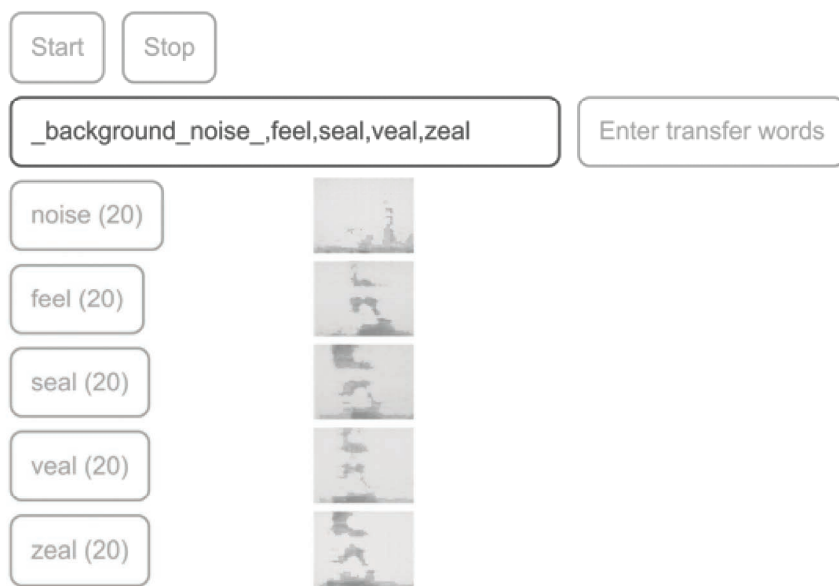 Start Stop
_background_noise_,feel,seal,veal,zeal Enter transfer words
noise (20)
feel (20)
seal (20)
veal (20)
zeal (20)